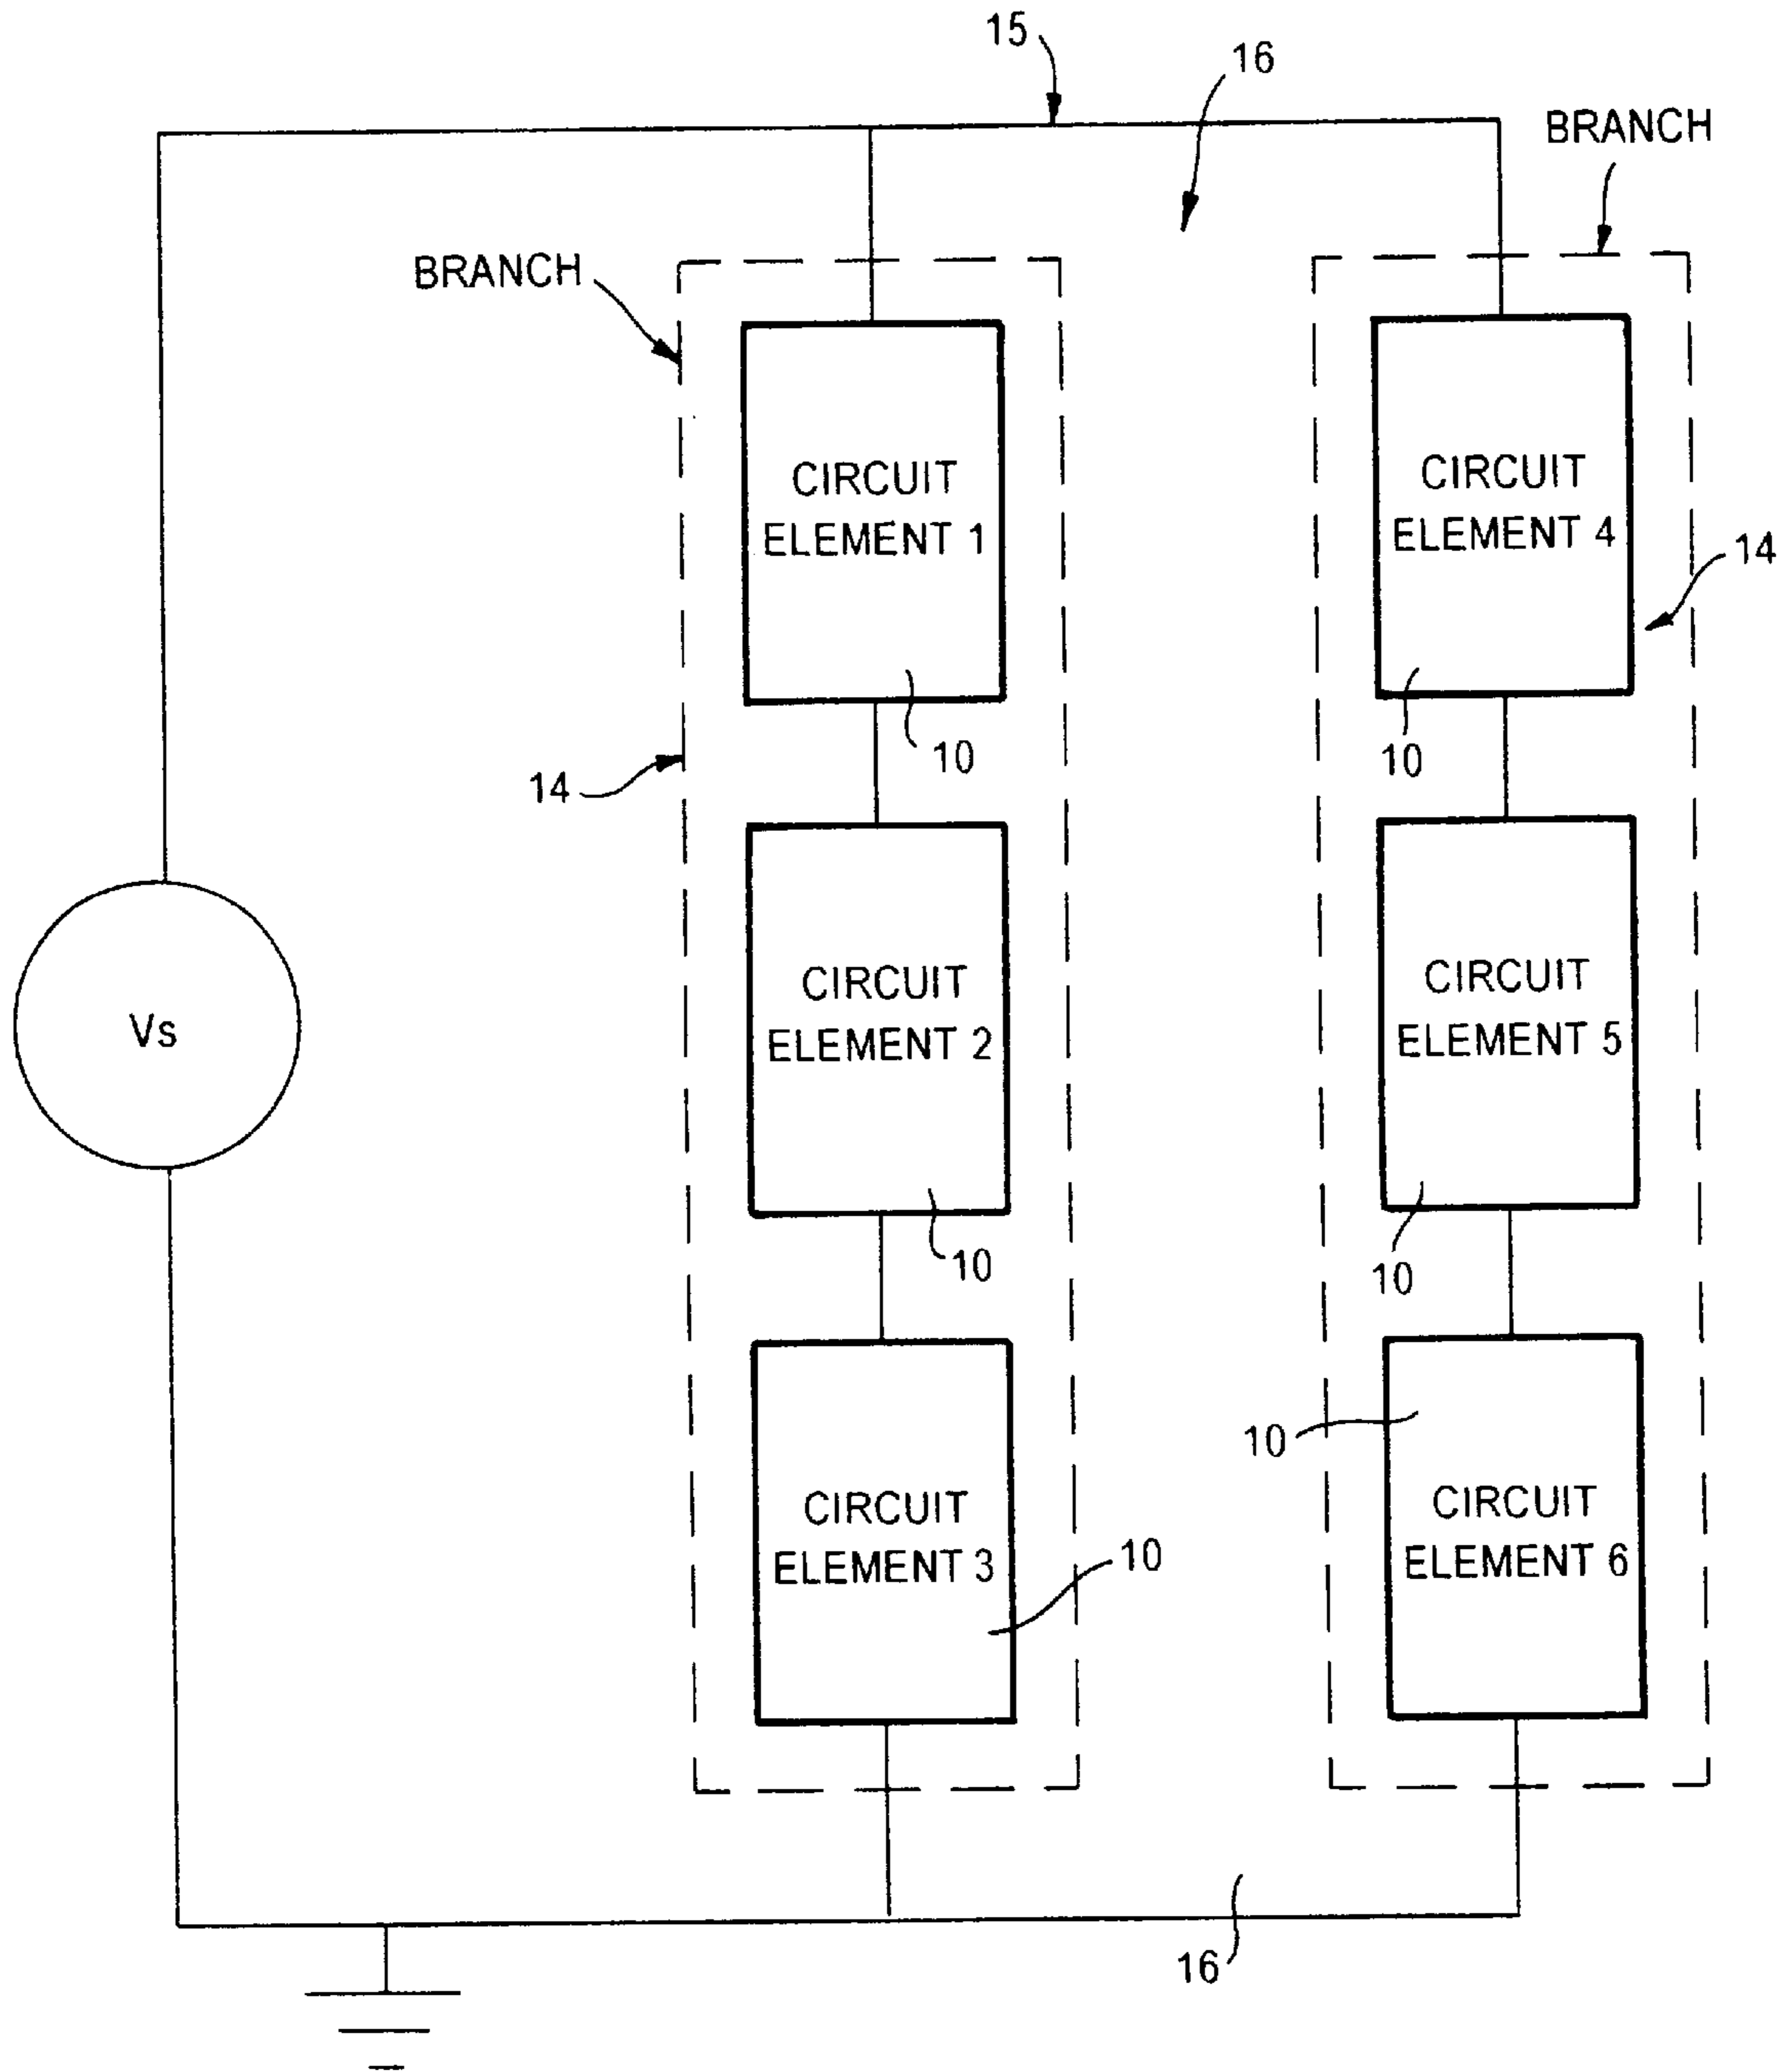 15
16
BRANCH
BRANCH
CIRCUIT
ELEMENT 1
CIRCUIT
ELEMENT 4
14
10
10
14
CIRCUIT
ELEMENT 2
CIRCUIT
ELEMENT 5
Vs
10
10
10
CIRCUIT
ELEMENT 3
10
CIRCUIT
ELEMENT 6
16